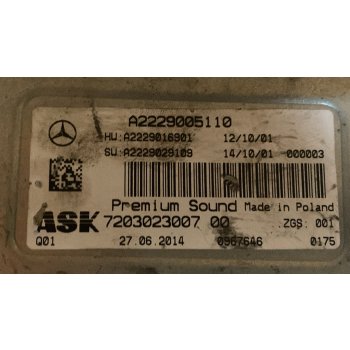 A2229005110
HW:A2229016901 12/10/01
SW:A2229029109 14/10/01 000003
Premium Sound Made in Poland
ASK 7203023007 00 ZGS: 001
Q01 27.06.2014 0967646 0175